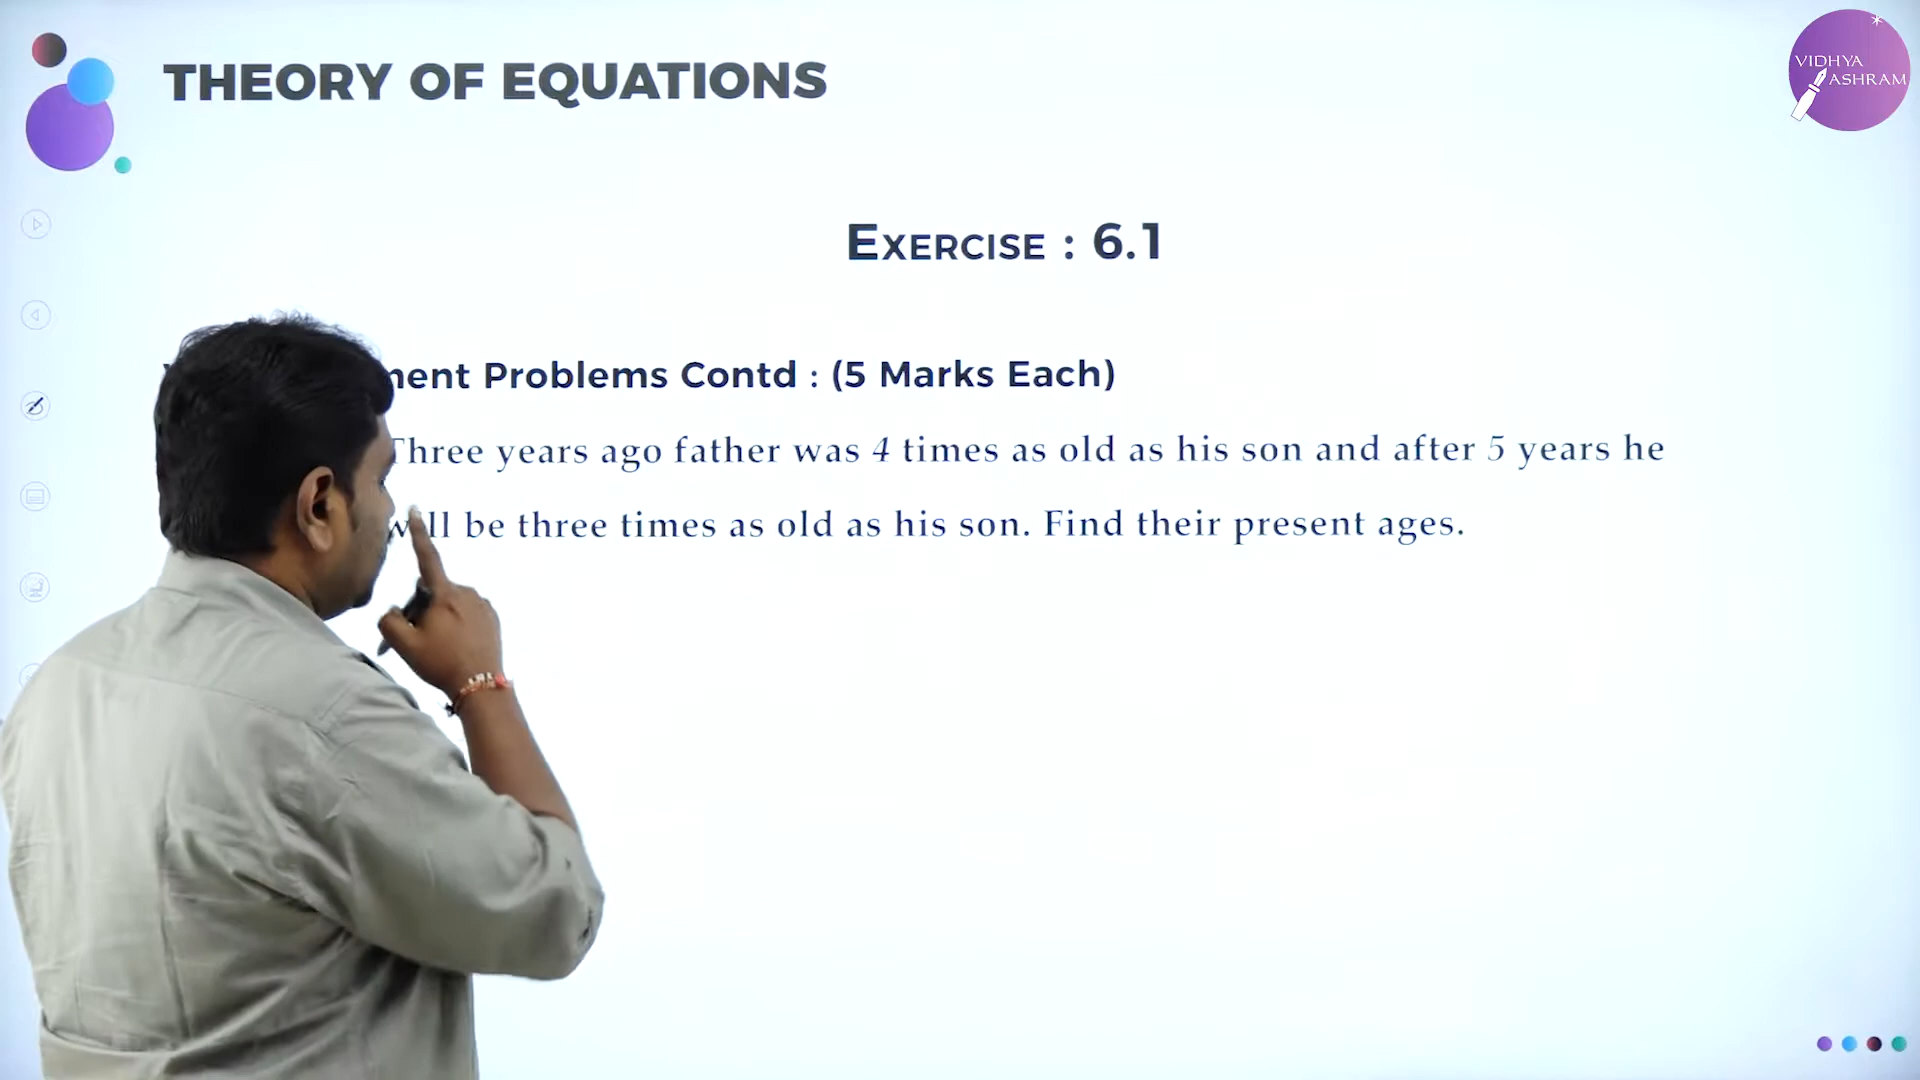 THEORY OF EQUATIONS
VIDHYA
ASHRAM
EXERCISE : 6.1
Problems Contd : (5 Marks Each)
Three years ago father was 4 times as old as his son and after 5 years he
will be three times as old as his son. Find their present ages.